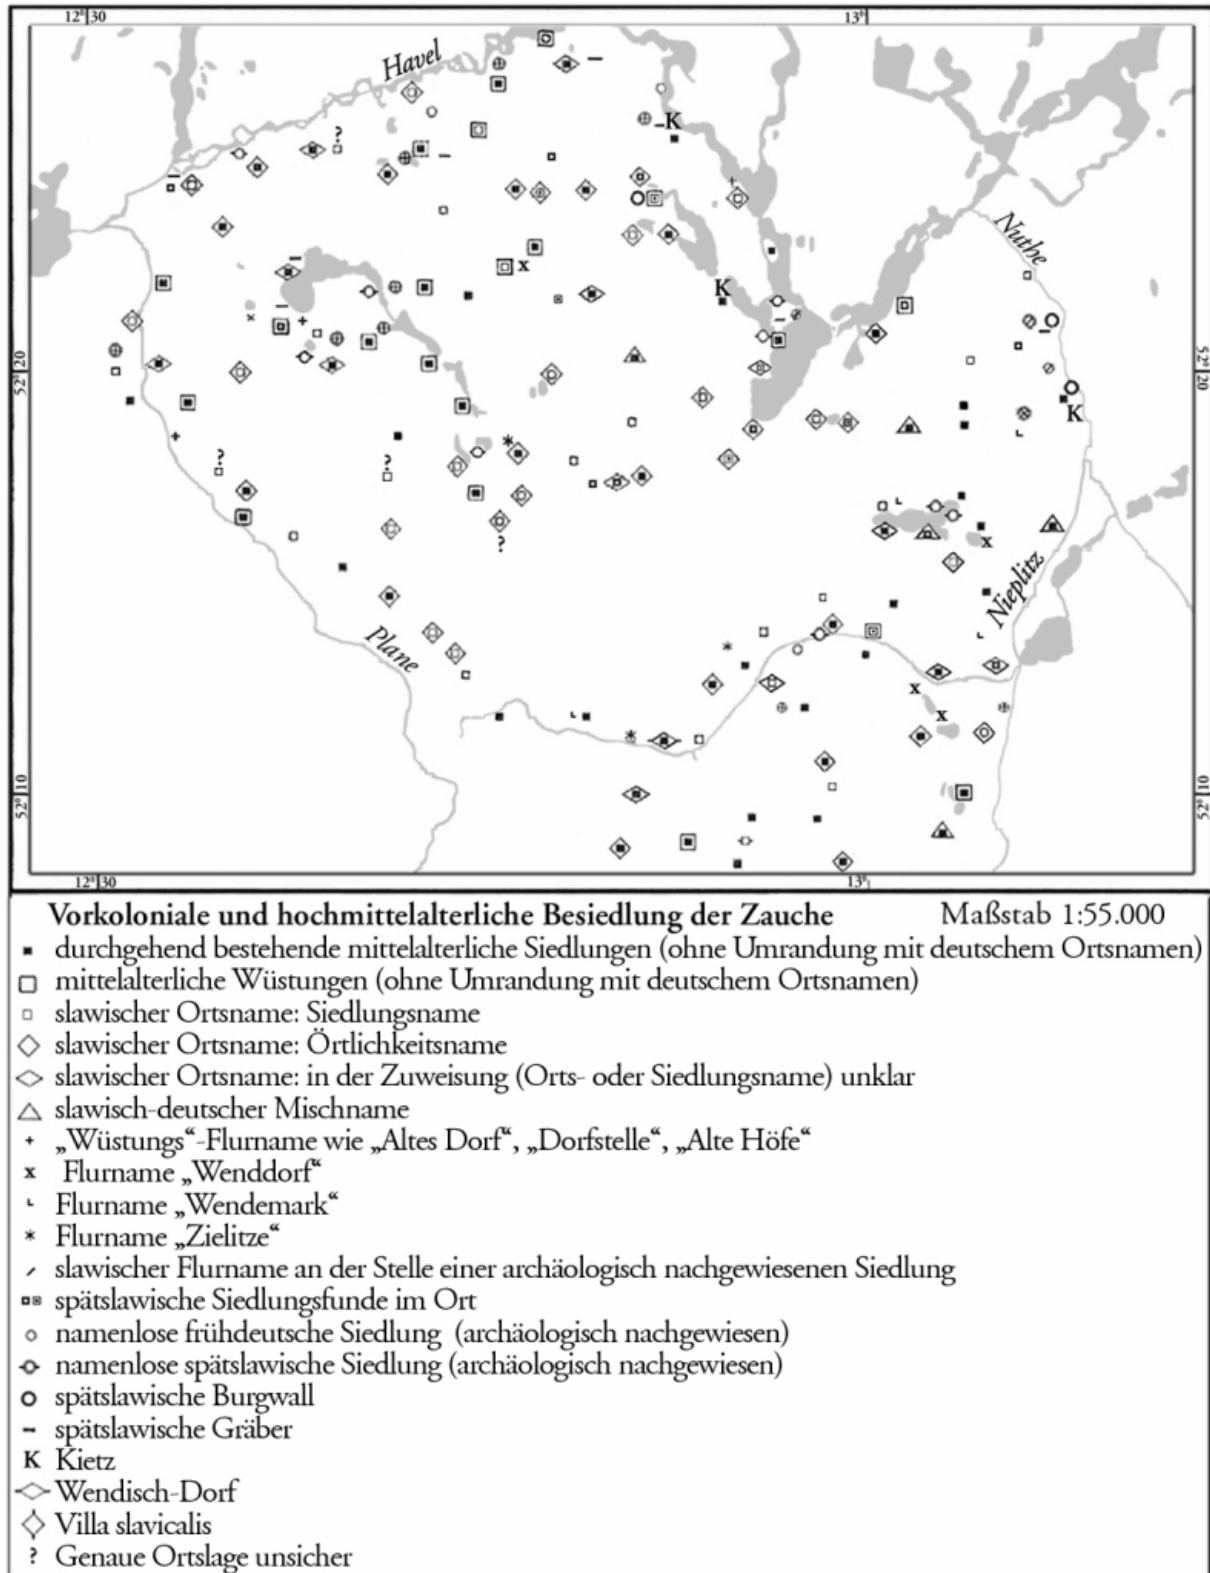 12° 30
13°
Havel
?
K
Nuthe
x
K
52° 20
52° 20
K
?
?
?
x
Nieplitz
Plane
x
x
52° 10
52° 10
12° 30
13°
Vorkoloniale und hochmittelalterliche Besiedlung der Zauche Maßstab 1:55.000
durchgehend bestehende mittelalterliche Siedlungen (ohne Umrandung mit deutschem Ortsnamen)
mittelalterliche Wüstungen (ohne Umrandung mit deutschem Ortsnamen)
slawischer Ortsname: Siedlungsname
slawischer Ortsname: Örtlichkeitsname
slawischer Ortsname: in der Zuweisung (Orts- oder Siedlungsname) unklar
slawisch-deutscher Mischname
+ „Wüstungs“-Flurname wie „Altes Dorf“, „Dorfstelle“, „Alte Höfe“
x Flurname „Wenddorf“
Flurname „Wendemark“
* Flurname „Zielitze“
slawischer Flurname an der Stelle einer archäologisch nachgewiesenen Siedlung
spätslawische Siedlungsfunde im Ort
namenlose frühdeutsche Siedlung (archäologisch nachgewiesen)
namenlose spätslawische Siedlung (archäologisch nachgewiesen)
spätslawische Burgwall
spätslawische Gräber
K Kietz
Wendisch-Dorf
Villa slavicalis
? Genaue Ortslage unsicher